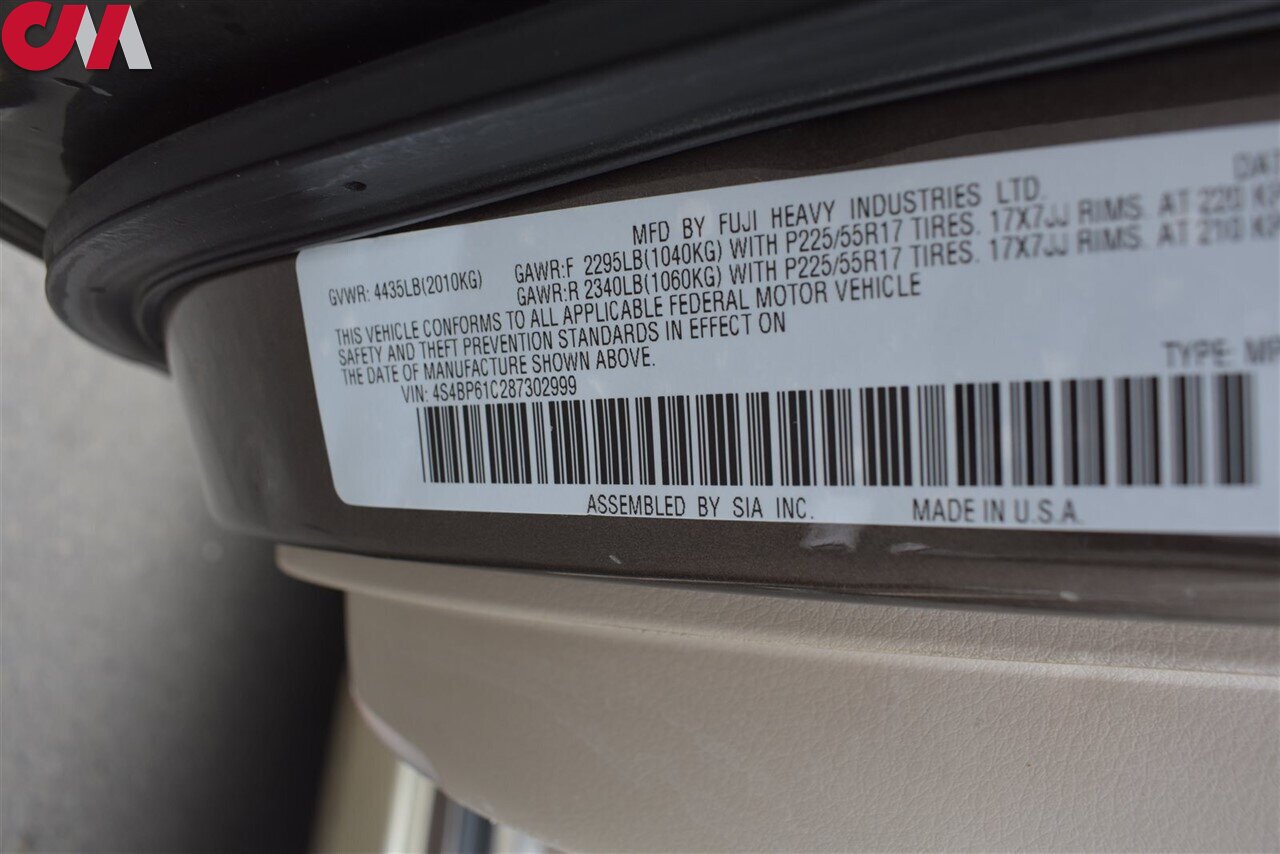 CM
MFD BY FUJI HEAVY INDUSTRIES LTD.
GVWR: 4435LB(2010KG) GAWR:F 2295LB(1040KG) WITH P225/55R17 TIRES. 17X7JJ RIMS. AT 220
GAWR:R 2340LB(1060KG) WITH P225/55R17 TIRES. 17X7JJ RIMS. AT 210
THIS VEHICLE CONFORMS TO ALL APPLICABLE FEDERAL MOTOR VEHICLE
SAFETY AND THEFT PREVENTION STANDARDS IN EFFECT ON
THE DATE OF MANUFACTURE SHOWN ABOVE.
VIN: 4S4BP61C287302999 TYPE:
ASSEMBLED BY SIA INC. MADE IN U.S.A.